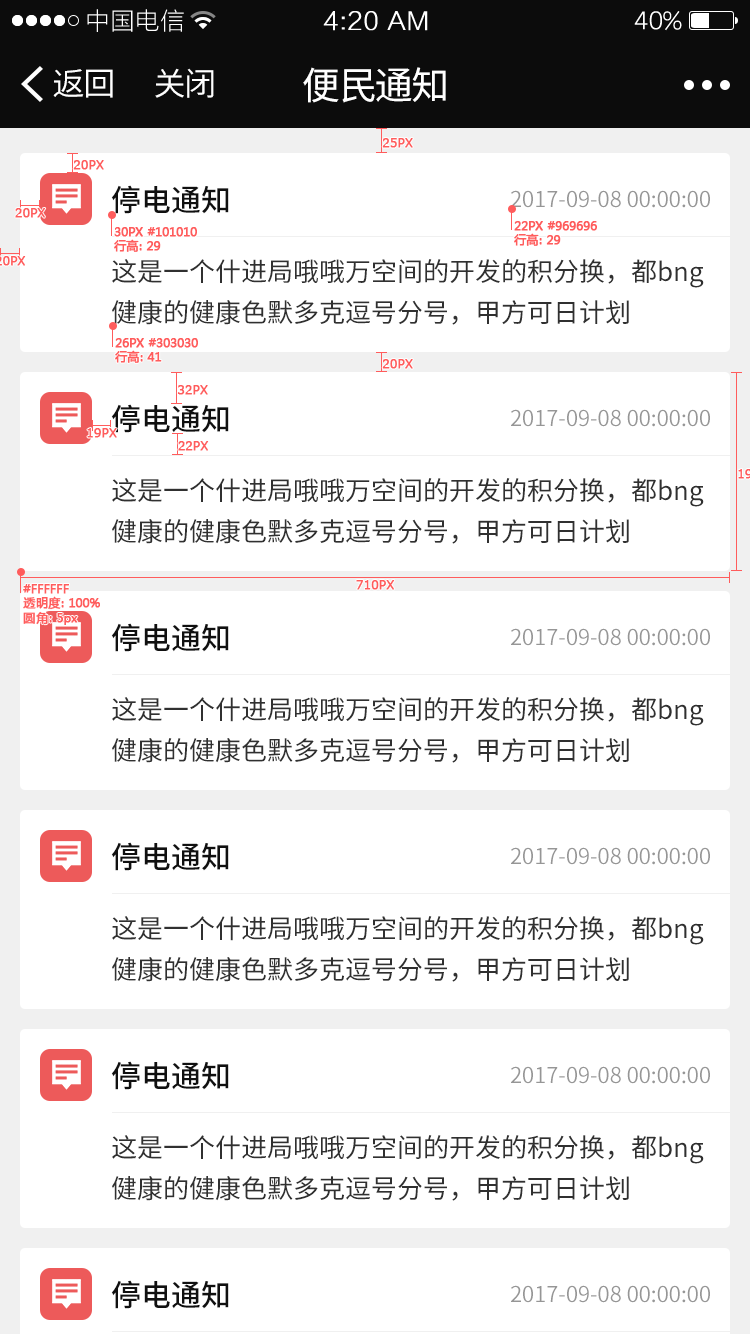 中国电信
4:20 AM
40%
返回 关闭 便民通知
25PX
20PX
停电通知 2017-09-08 00:00:00
20PX
30PX #101010
行高: 29
22PX #969696
行高: 29
20PX
这是一个什进局哦哦万空间的开发的积分换，都bng
健康的健康色默多克逗号分号，甲方可日计划
26PX #303030
行高: 41
20PX
32PX
停电通知 2017-09-08 00:00:00
19PX
22PX
19
这是一个什进局哦哦万空间的开发的积分换，都bng
健康的健康色默多克逗号分号，甲方可日计划
710PX
#FFFFFF
透明度: 100%
圆角: 5px
停电通知 2017-09-08 00:00:00
这是一个什进局哦哦万空间的开发的积分换，都bng
健康的健康色默多克逗号分号，甲方可日计划
停电通知 2017-09-08 00:00:00
这是一个什进局哦哦万空间的开发的积分换，都bng
健康的健康色默多克逗号分号，甲方可日计划
停电通知 2017-09-08 00:00:00
这是一个什进局哦哦万空间的开发的积分换，都bng
健康的健康色默多克逗号分号，甲方可日计划
停电通知 2017-09-08 00:00:00